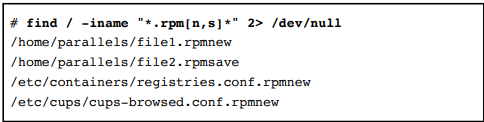 # find / -iname "*.rpm[n,s]*" 2> /dev/null
/home/parallels/file1.rpmnew
/home/parallels/file2.rpmsave
/etc/containers/registries.conf.rpmnew
/etc/cups/cups-browsed.conf.rpmnew